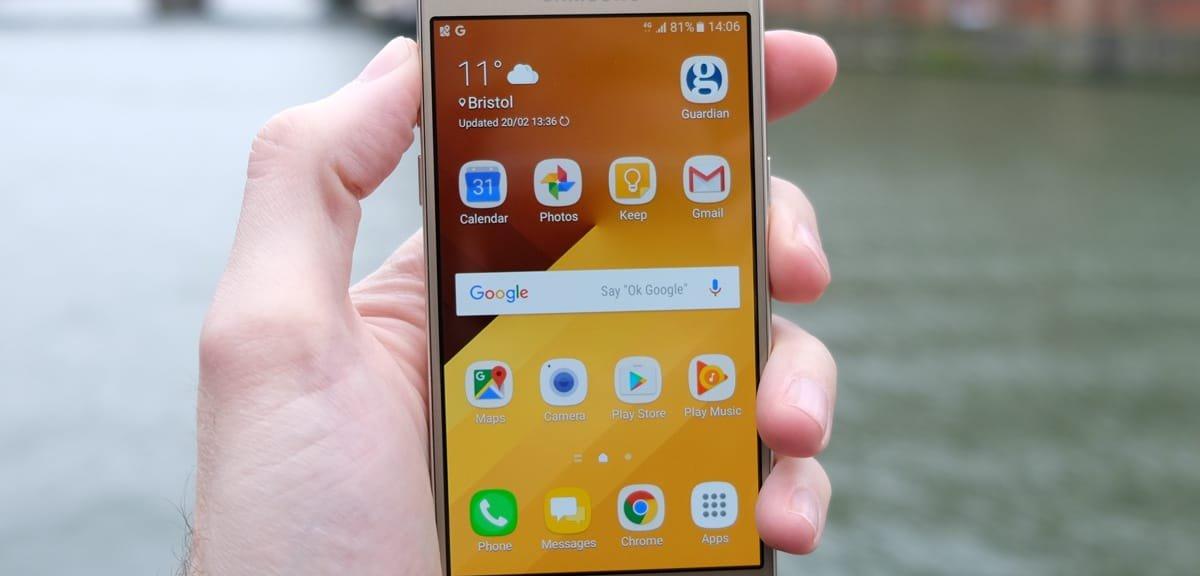 SAMSUNG
G 4G 81% 14:06
11°
Bristol
Updated 20/02 13:36
g
Guardian
31
Calendar Photos Keep Gmail
Google Say "Ok Google"
G
Maps Camera Play Store Play Music
Phone Messages Chrome Apps